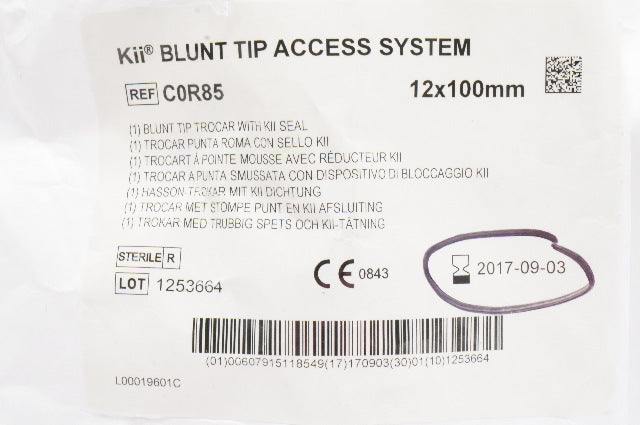 Kii® BLUNT TIP ACCESS SYSTEM
REF C0R85 12x100mm
(1) BLUNT TIP TROCAR WITH KII SEAL
(1) TROCAR PUNTA ROMA CON SELLO KII
(1) TROCART À POINTE MOUSSE AVEC RÉDUCTEUR KII
(1) TROCAR A PUNTA SMUSSATA CON DISPOSITIVO DI BLOCCAGGIO KII
(1) HASSON-TROKAR MIT KII DICHTUNG
(1) TROCAR MET STOMPE PUNT EN KII AFSLUITING
(1) TROKAR MED TRUBBIG SPETS OCH KII-TÄTNING
STERILE R
LOT 1253664
CE 0843
2017-09-03
(01)00607915118549(17)170903(30)01(10)1253664
L00019601C